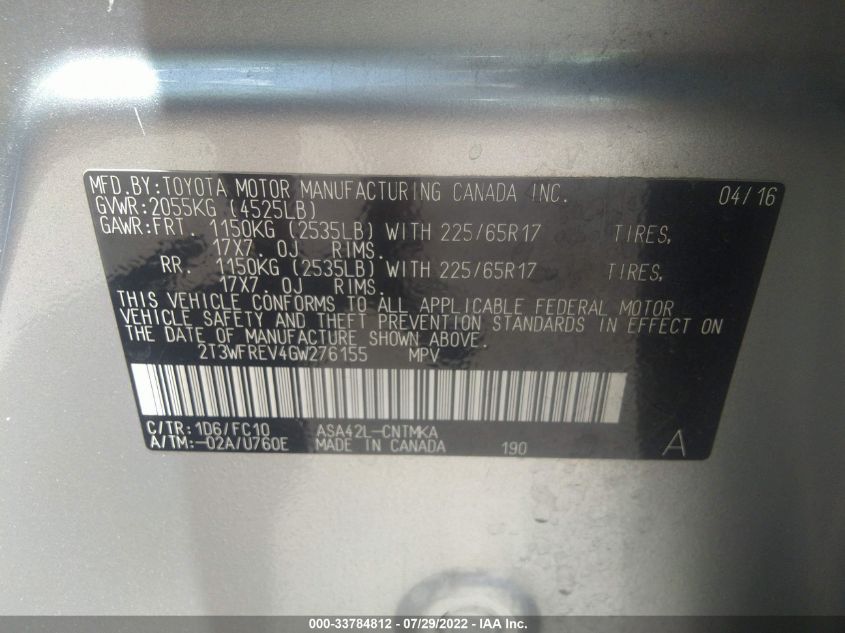 MFD.BY:TOYOTA MOTOR MANUFACTURING CANADA INC. 04/16
GVWR:2055KG (4525LB)
GAWR:FRT. 1150KG (2535LB) WITH 225/65R17 TIRES,
17X7.0J RIMS.
RR. 1150KG (2535LB) WITH 225/65R17 TIRES,
17X7.0J RIMS.
THIS VEHICLE CONFORMS TO ALL APPLICABLE FEDERAL MOTOR
VEHICLE SAFETY AND THEFT PREVENTION STANDARDS IN EFFECT ON
THE DATE OF MANUFACTURE SHOWN ABOVE.
2T3WFREV4GW276155 MPV
C/TR:1D6/FC10 ASA42L-CNTMKA
A/TM:-02A/U760E MADE IN CANADA 190 A
000-33784812 - 07/29/2022 - IAA Inc.